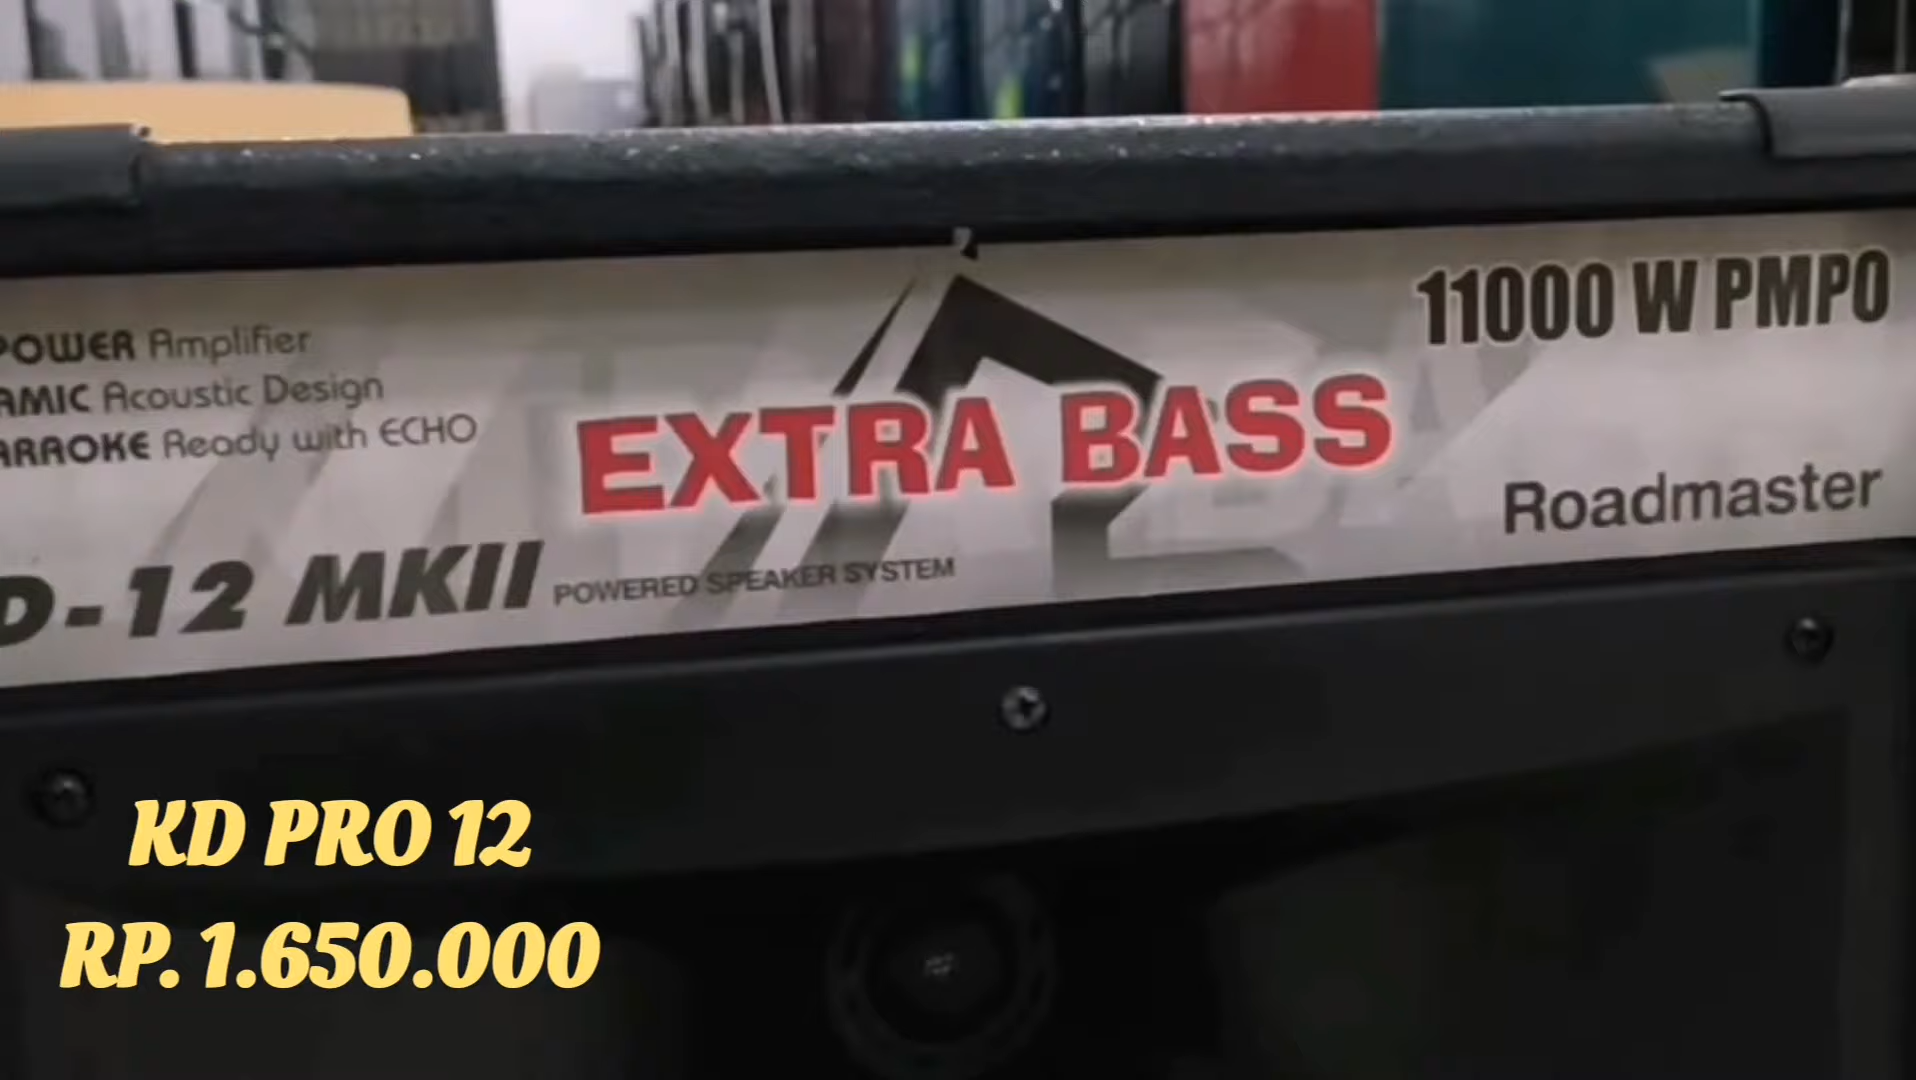 POWER Amplifier
AMIC Acoustic Design
ARAOKE Ready with ECHO
11000 W PMPO
EXTRA BASS
Roadmaster
D-12 MKII POWERED SPEAKER SYSTEM
KD PRO 12
RP. 1.650.000